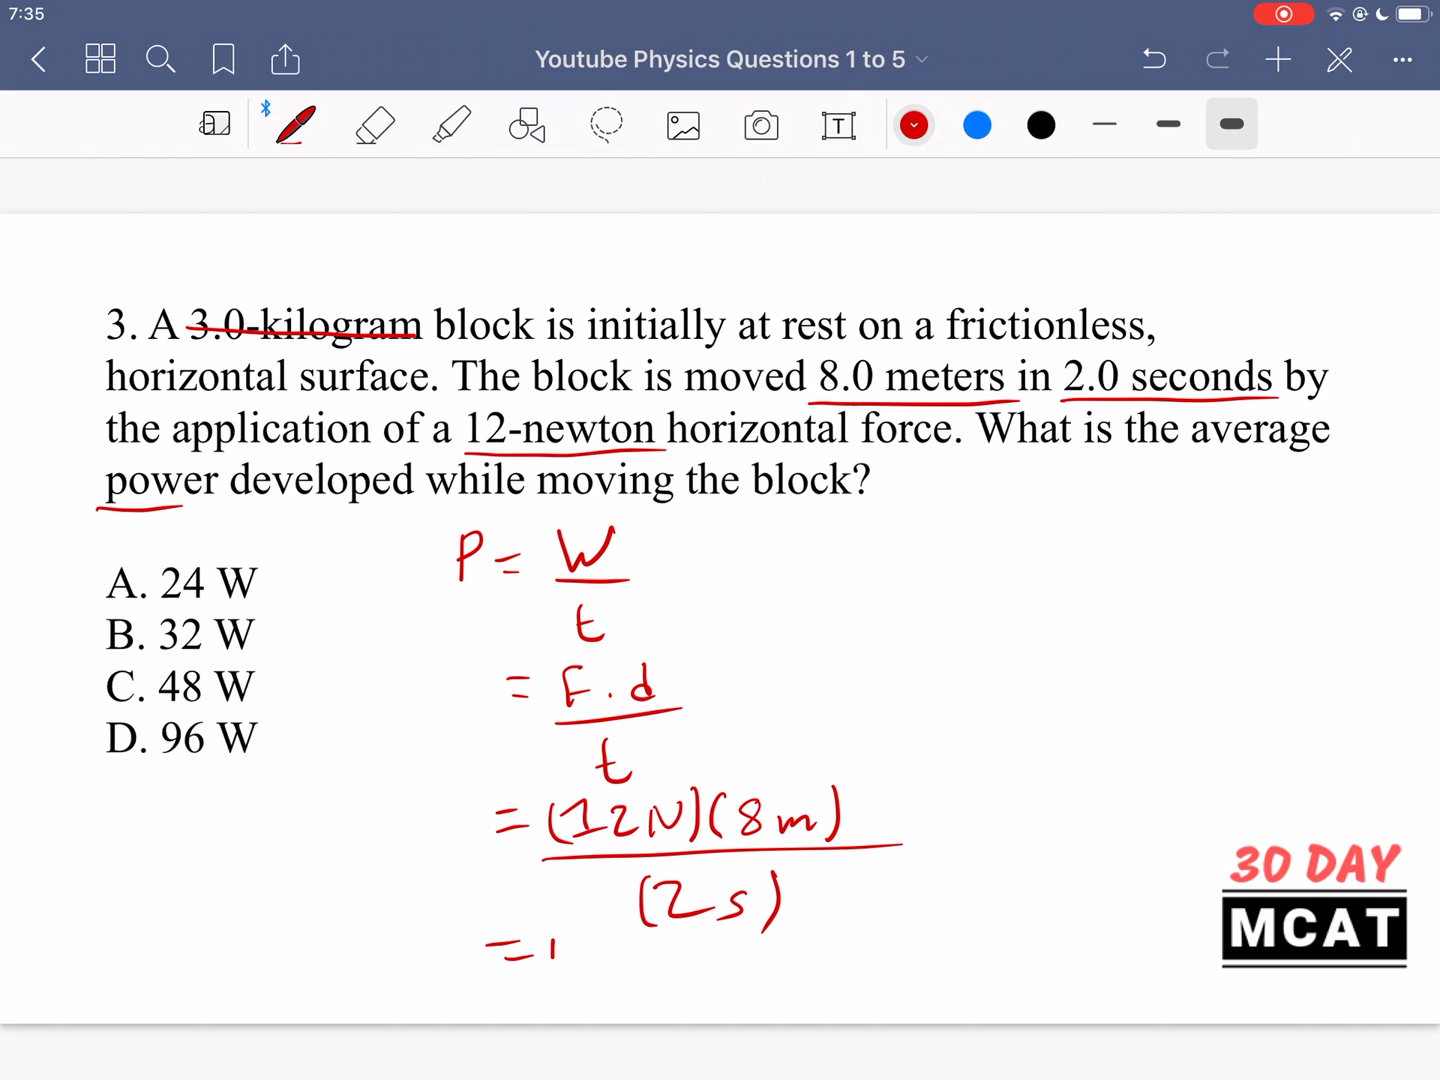 7:35
Youtube Physics Questions 1 to 5
T
3. A 3.0-kilogram block is initially at rest on a frictionless,
horizontal surface. The block is moved 8.0 meters in 2.0 seconds by
the application of a 12-newton horizontal force. What is the average
power developed while moving the block?
A. 24 W
B. 32 W
C. 48 W
D. 96 W
P = W
t
= F . d
t
= (12N)(8m)
(2s)
=
30 DAY
MCAT